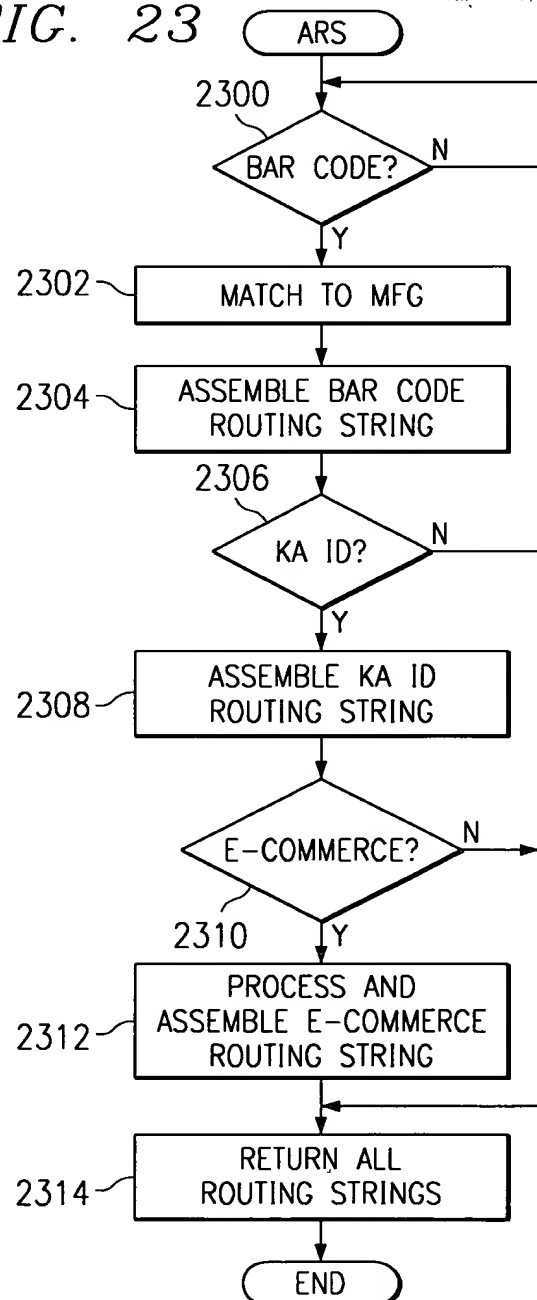 FIG. 23
ARS
2300
BAR CODE?
N
Y
2302
MATCH TO MFG
2304
ASSEMBLE BAR CODE
ROUTING STRING
2306
KA ID?
N
Y
2308
ASSEMBLE KA ID
ROUTING STRING
E-COMMERCE?
N
2310
Y
2312
PROCESS AND
ASSEMBLE E-COMMERCE
ROUTING STRING
2314
RETURN ALL
ROUTING STRINGS
END